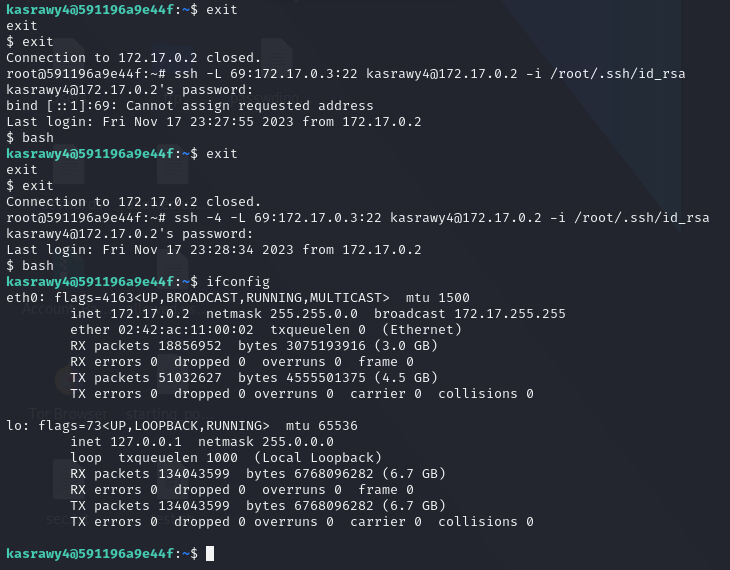 kasrawy4@591196a9e44f:~$ exit
exit
$ exit
Connection to 172.17.0.2 closed.
root@591196a9e44f:~# ssh -L 69:172.17.0.3:22 kasrawy4@172.17.0.2 -i /root/.ssh/id_rsa
kasrawy4@172.17.0.2's password:
bind [::1]:69: Cannot assign requested address
Last login: Fri Nov 17 23:27:55 2023 from 172.17.0.2
$ bash
kasrawy4@591196a9e44f:~$ exit
exit
$ exit
Connection to 172.17.0.2 closed.
root@591196a9e44f:~# ssh -4 -L 69:172.17.0.3:22 kasrawy4@172.17.0.2 -i /root/.ssh/id_rsa
kasrawy4@172.17.0.2's password:
Last login: Fri Nov 17 23:28:34 2023 from 172.17.0.2
$ bash
kasrawy4@591196a9e44f:~$ ifconfig
eth0: flags=4163<UP,BROADCAST,RUNNING,MULTICAST>  mtu 1500
        inet 172.17.0.2  netmask 255.255.0.0  broadcast 172.17.255.255
        ether 02:42:ac:11:00:02  txqueuelen 0  (Ethernet)
        RX packets 18856952  bytes 3075193916 (3.0 GB)
        RX errors 0  dropped 0  overruns 0  frame 0
        TX packets 51032627  bytes 4555501375 (4.5 GB)
        TX errors 0  dropped 0 overruns 0  carrier 0  collisions 0
Tor Browser
lo: flags=73<UP,LOOPBACK,RUNNING>  mtu 65536
        inet 127.0.0.1  netmask 255.0.0.0
        loop  txqueuelen 1000  (Local Loopback)
        RX packets 134043599  bytes 6768096282 (6.7 GB)
        RX errors 0  dropped 0  overruns 0  frame 0
        TX packets 134043599  bytes 6768096282 (6.7 GB)
        TX errors 0  dropped 0 overruns 0  carrier 0  collisions 0
kasrawy4@591196a9e44f:~$